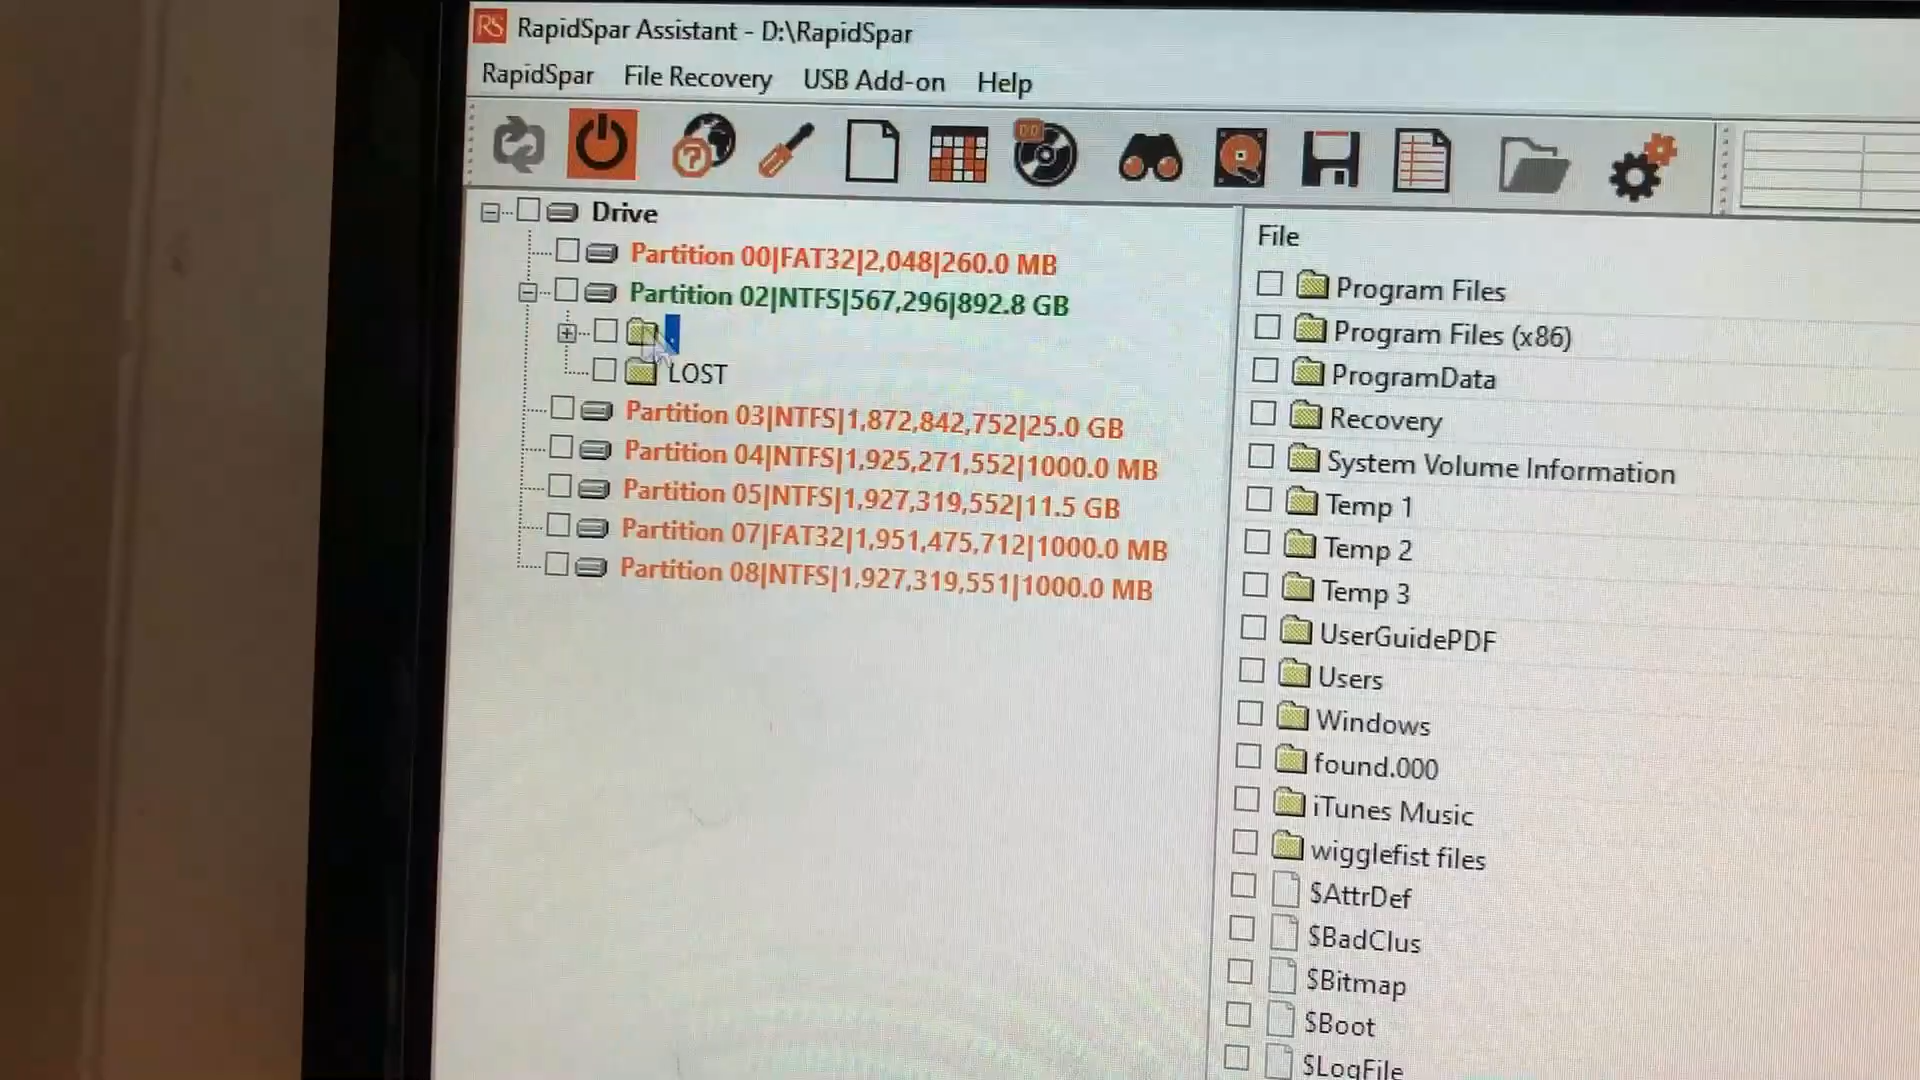 RS RapidSpar Assistant - D:\RapidSpar
RapidSpar File Recovery USB Add-on Help
Drive
Partition 00|FAT32|2,048|260.0 MB
Partition 02|NTFS|567,296|892.8 GB
.
LOST
Partition 03|NTFS|1,872,842,752|25.0 GB
Partition 04|NTFS|1,925,271,552|1000.0 MB
Partition 05|NTFS|1,927,319,552|11.5 GB
Partition 07|FAT32|1,951,475,712|1000.0 MB
Partition 08|NTFS|1,927,319,551|1000.0 MB
File
Program Files
Program Files (x86)
ProgramData
Recovery
System Volume Information
Temp 1
Temp 2
Temp 3
UserGuidePDF
Users
Windows
found.000
iTunes Music
wigglefist files
$AttrDef
$BadClus
$Bitmap
$Boot
$LogFile